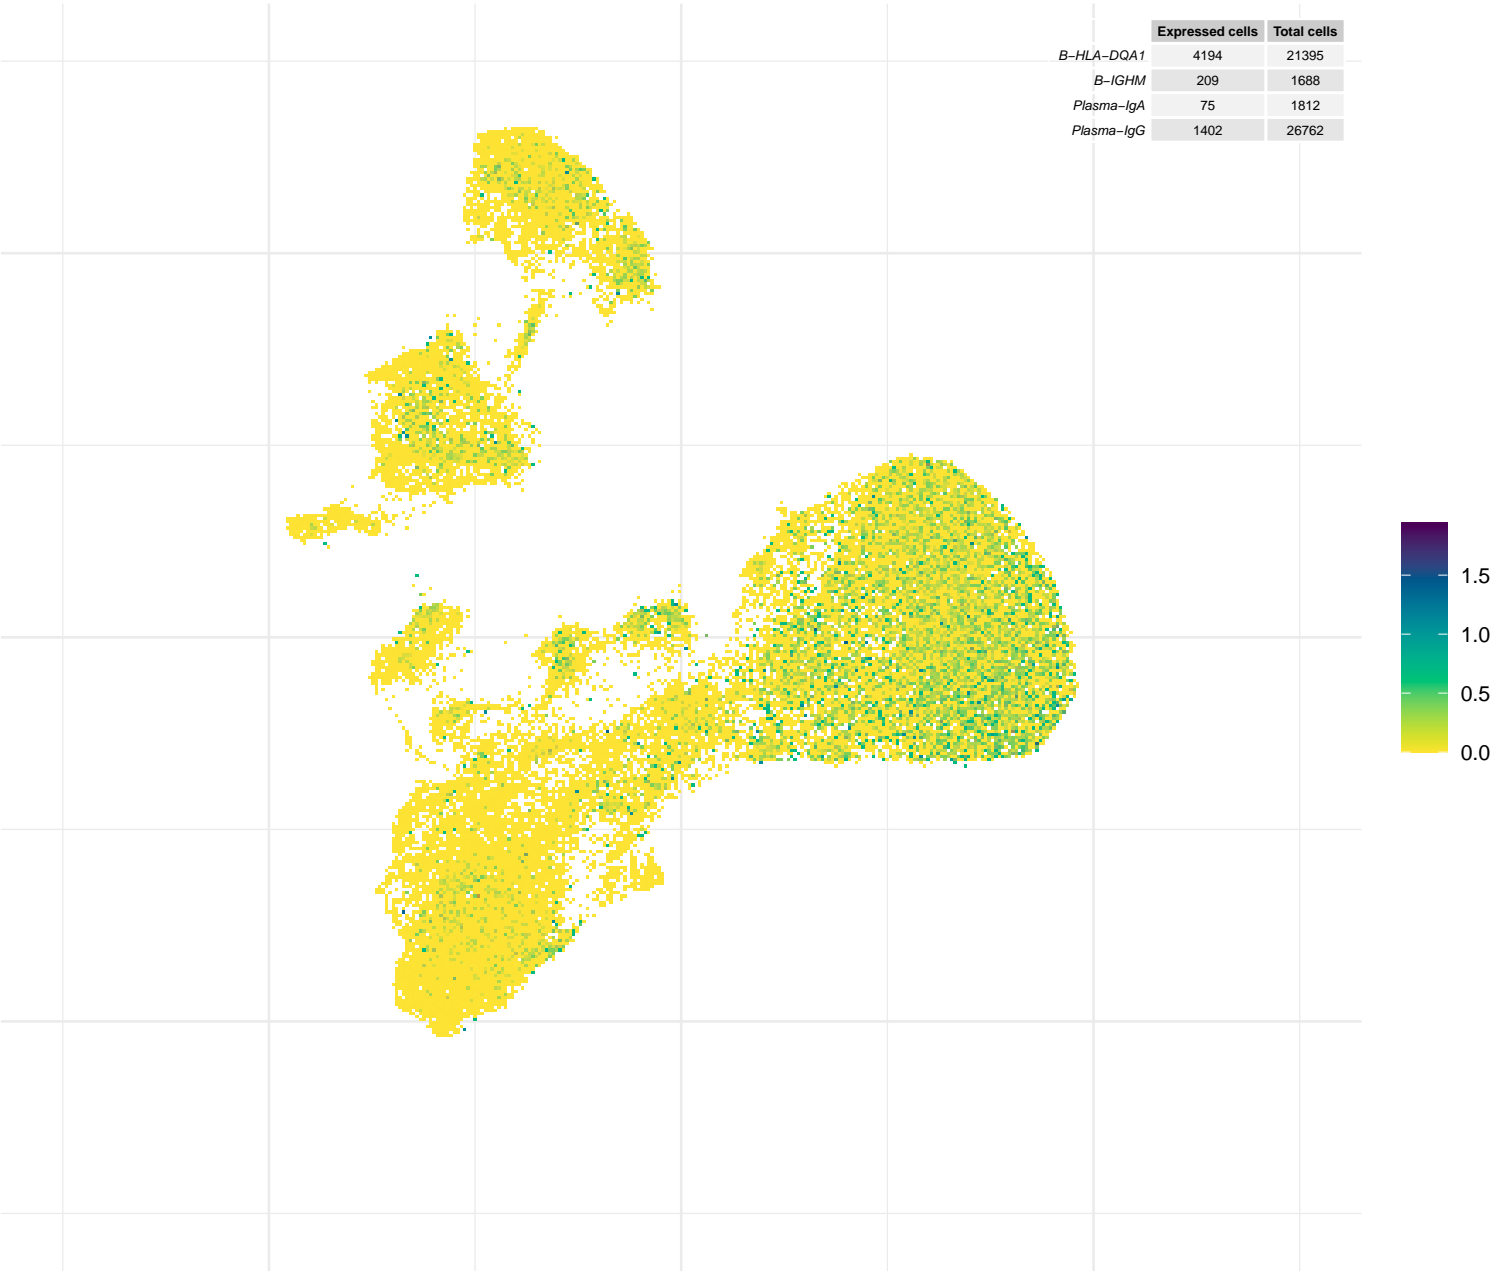 Expressed cells Total cells
B−HLA−DQA1 4194 21395
B−IGHM 209 1688
Plasma−IgA 75 1812
Plasma−IgG 1402 26762
1.5
1.0
0.5
0.0